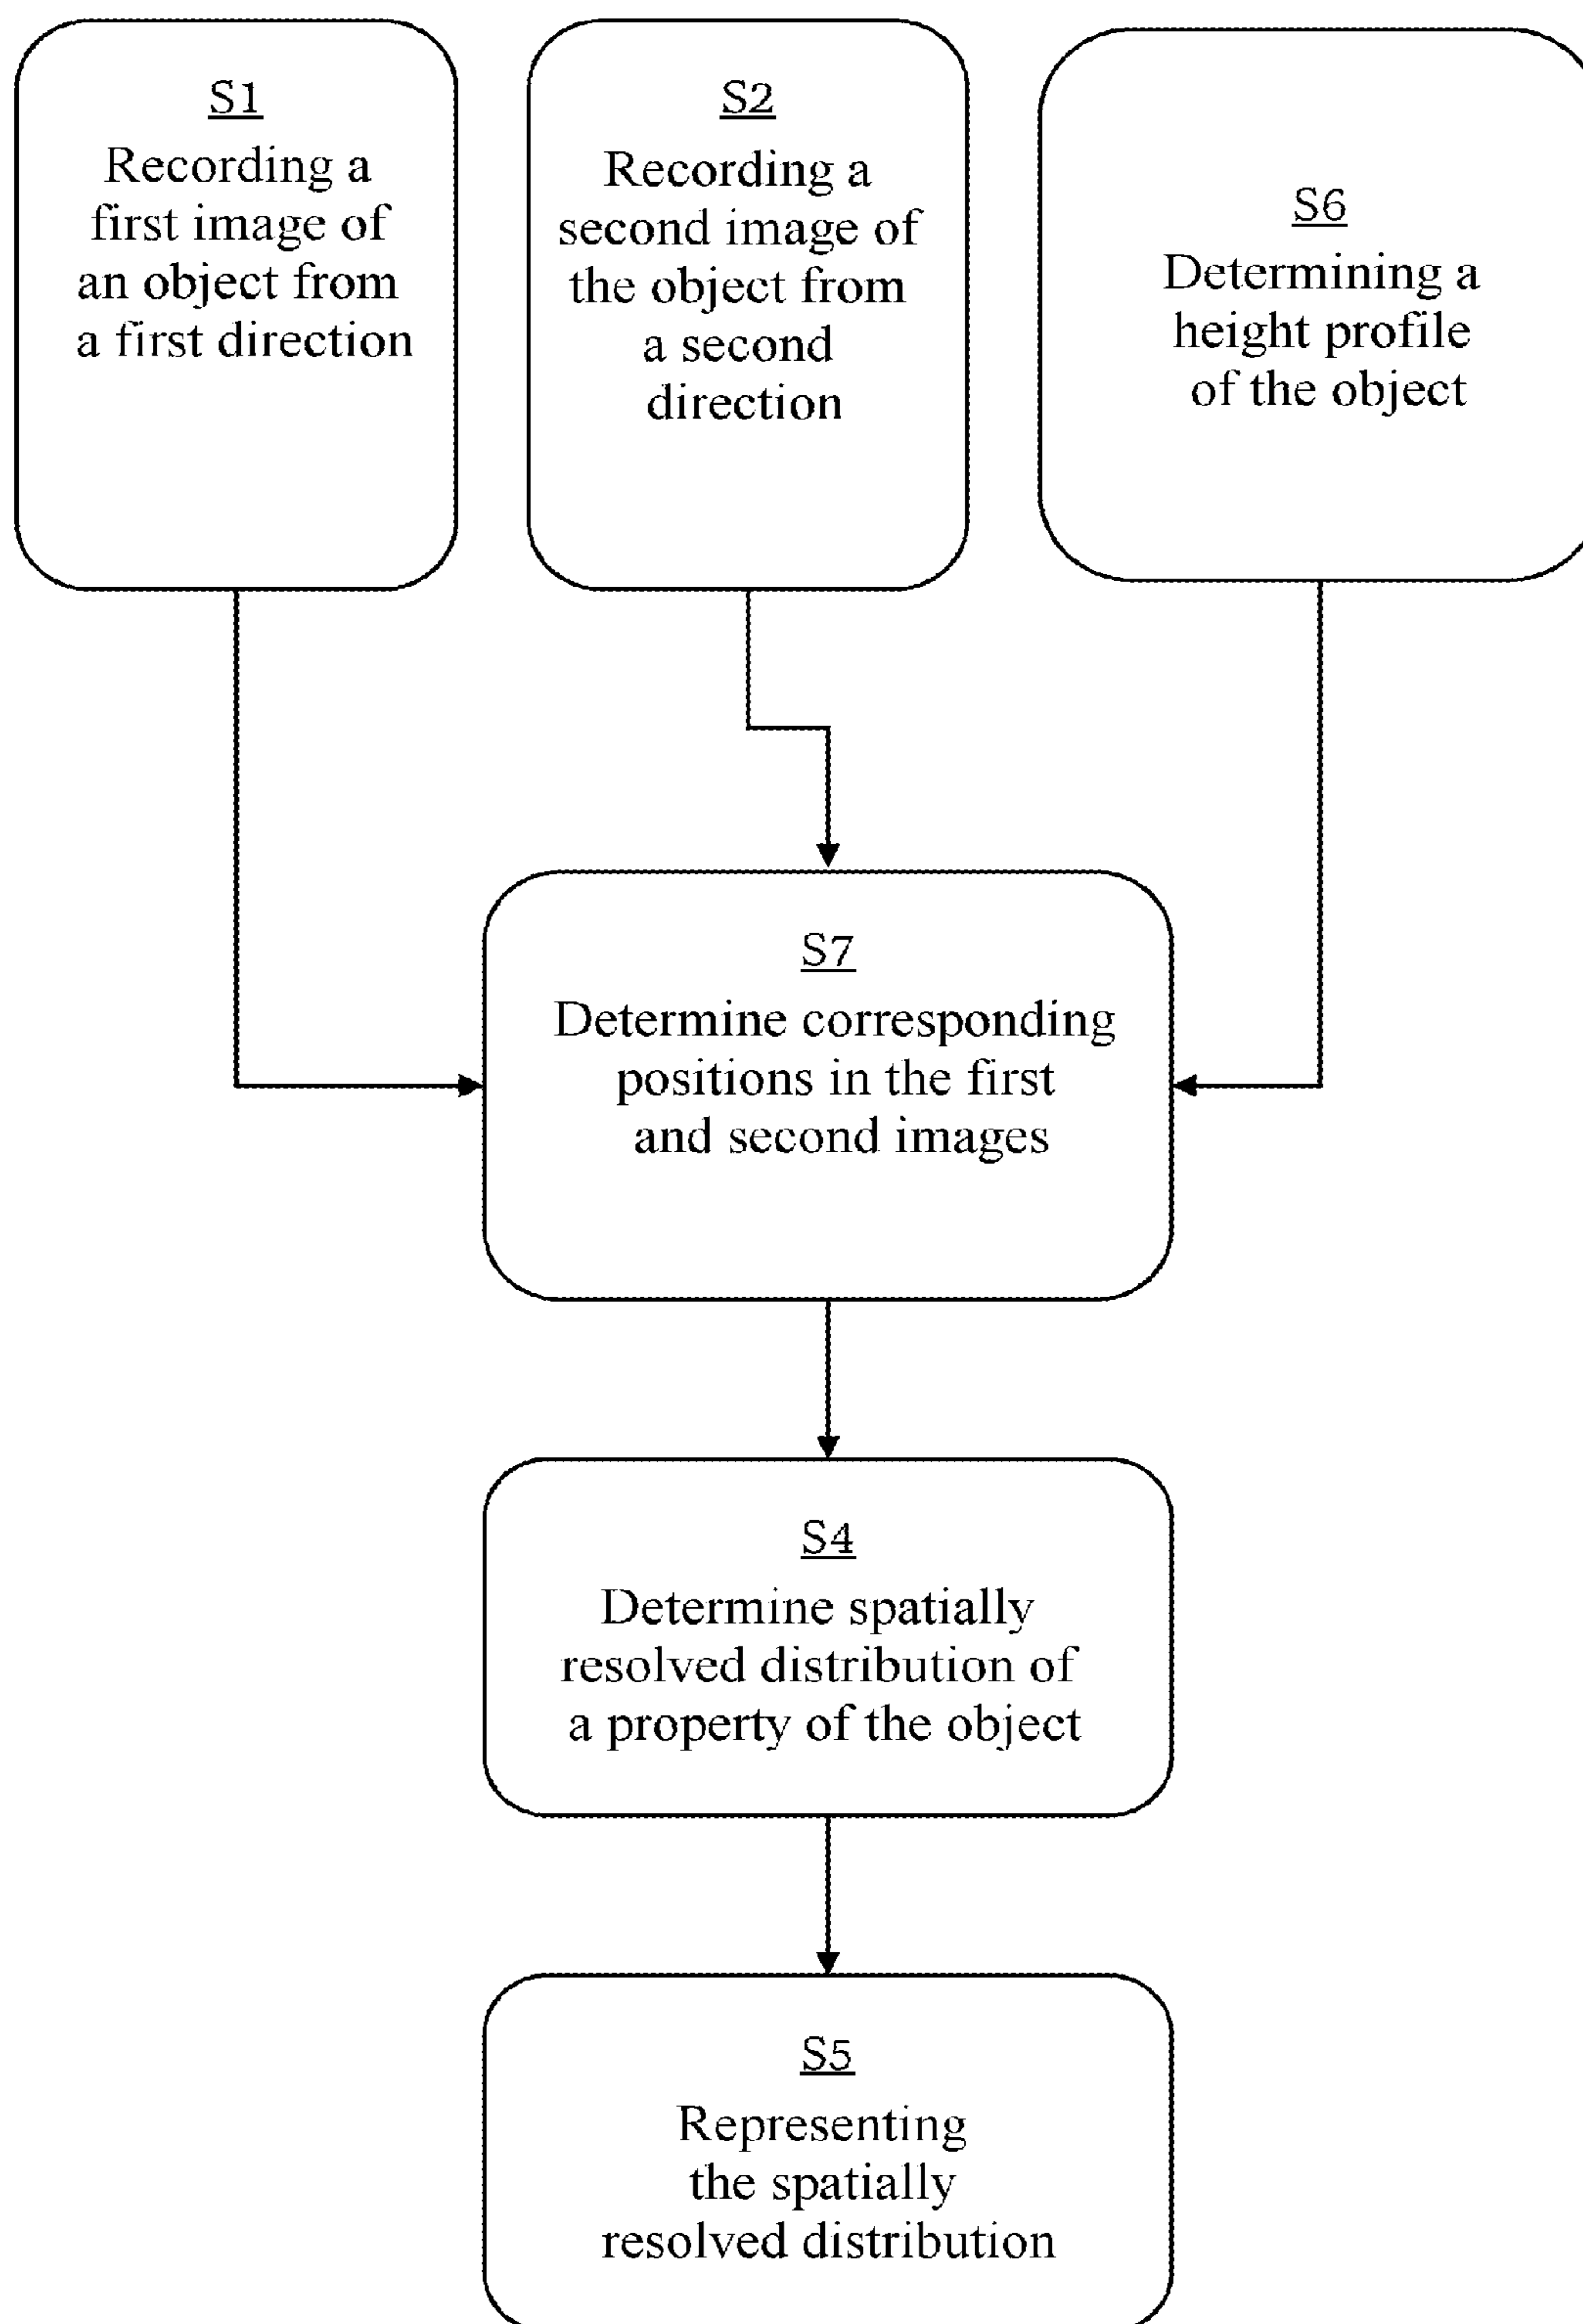 S1
Recording a
first image of
an object from
a first direction
S2
Recording a
second image of
the object from
a second
direction
S6
Determining a
height profile
of the object
S7
Determine corresponding
positions in the first
and second images
S4
Determine spatially
resolved distribution of
a property of the object
S5
Representing
the spatially
resolved distribution